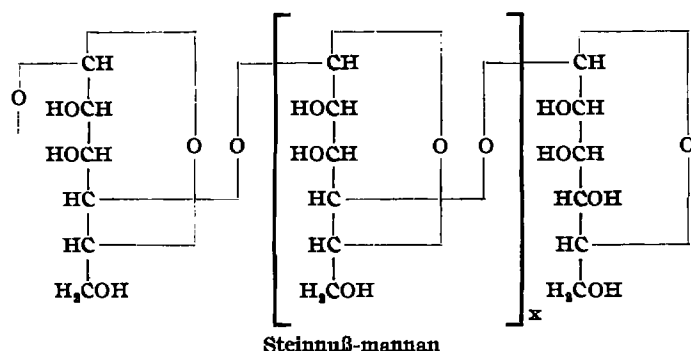 CH CH CH
O HOCH HOCH HOCH
HOCH O O HOCH O O HOCH O
HC HC HCOH
HC HC HC
H₂COH H₂COH H₂COH
x
Steinnuß-mannan